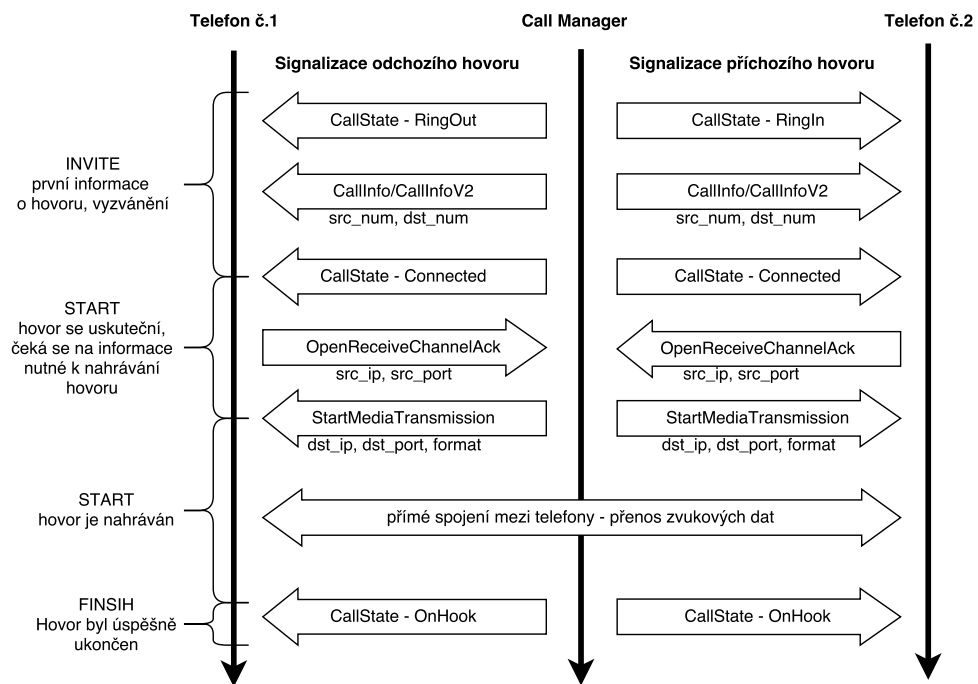 Telefon č.1
Call Manager
Telefon č.2
Signalizace odchozího hovoru
Signalizace příchozího hovoru
CallState - RingOut
CallState - RingIn
INVITE
první informace
o hovoru, vyzvánění
CallInfo/CallInfoV2
src_num, dst_num
CallInfo/CallInfoV2
src_num, dst_num
CallState - Connected
CallState - Connected
START
hovor se uskuteční,
čeká se na informace
nutné k nahrávání
hovoru
OpenReceiveChannelAck
src_ip, src_port
OpenReceiveChannelAck
src_ip, src_port
StartMediaTransmission
dst_ip, dst_port, format
StartMediaTransmission
dst_ip, dst_port, format
START
hovor je nahráván
přímé spojení mezi telefony - přenos zvukových dat
FINSIH
Hovor byl úspěšně
ukončen
CallState - OnHook
CallState - OnHook